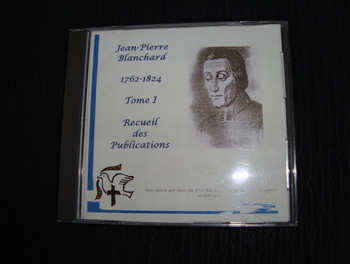 Jean-Pierre
Blanchard
1762-1824
Tome I
Recueil
des
Publications